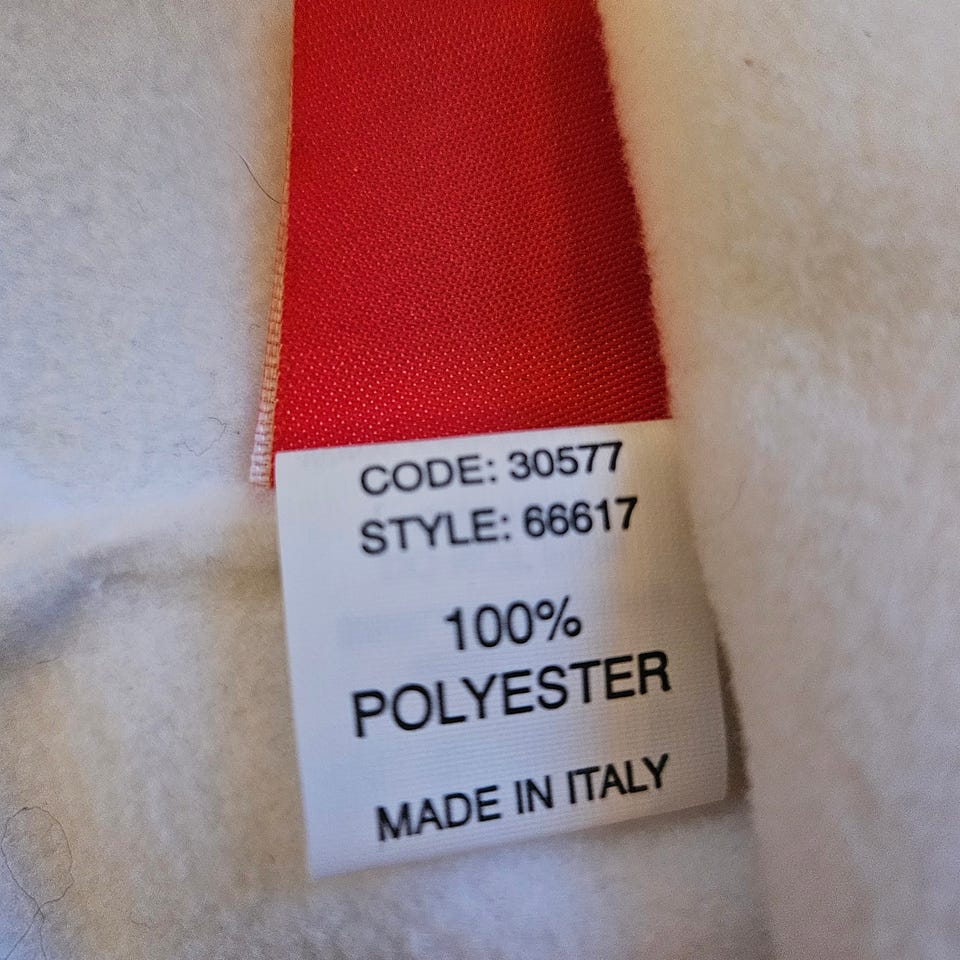 CODE: 30577
STYLE: 66617
100%
POLYESTER
MADE IN ITALY